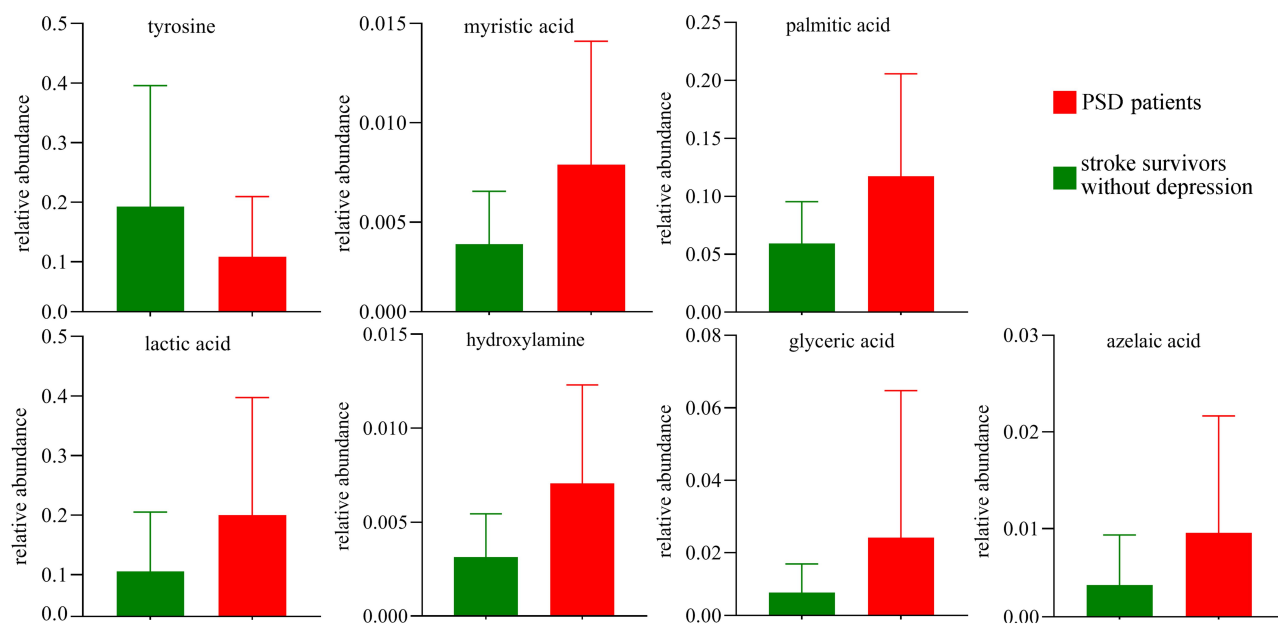 tyrosine
0.5
0.4
0.3
0.2
0.1
0.0
relative abundance
myristic acid
0.015
0.010
0.005
0.000
relative abundance
palmitic acid
0.25
0.20
0.15
0.10
0.05
0.00
relative abundance
PSD patients
stroke survivors
without depression
lactic acid
0.5
0.4
0.3
0.2
0.1
0.0
relative abundance
hydroxylamine
0.015
0.010
0.005
0.000
relative abundance
glyceric acid
0.08
0.06
0.04
0.02
0.00
relative abundance
azelaic acid
0.03
0.02
0.01
0.00
relative abundance